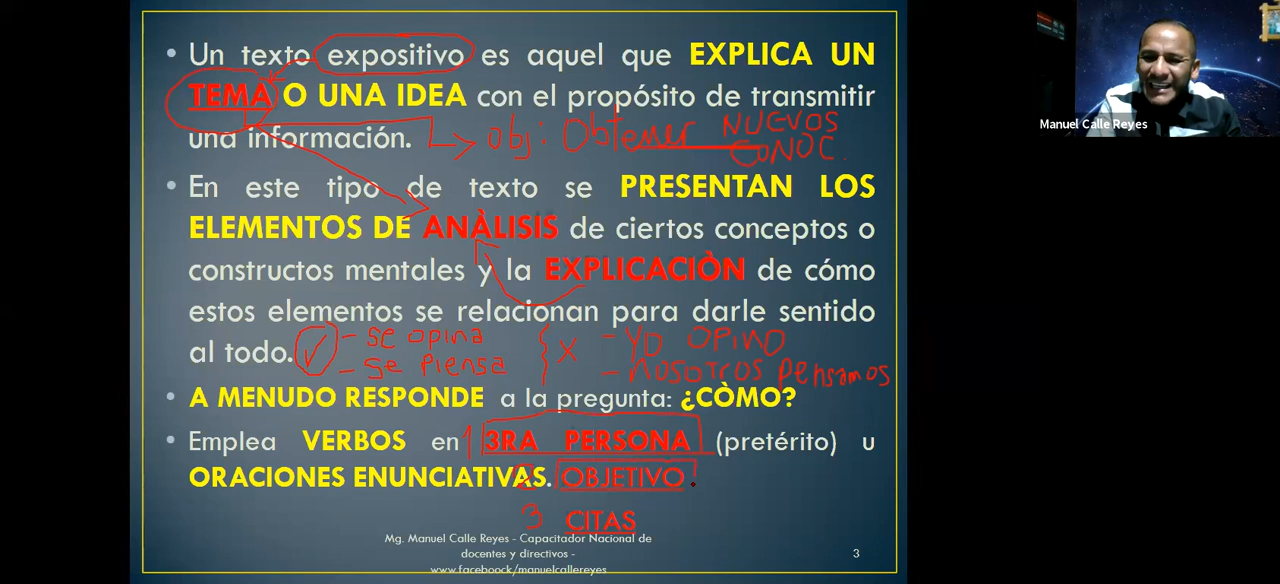 • Un texto expositivo es aquel que EXPLICA UN
TEMA O UNA IDEA con el propósito de transmitir
una información.
obj: Obtener NUEVOS
CONOC.
• En este tipo de texto se PRESENTAN LOS
ELEMENTOS DE ANÀLISIS de ciertos conceptos o
constructos mentales y la EXPLICACIÒN de cómo
estos elementos se relacionan para darle sentido
al todo.
- se opina
- se piensa
X - YO OPINO
- NOSOTROS pensamos
• A MENUDO RESPONDE a la pregunta: ¿CÒMO?
• Emplea VERBOS en 1 3RA PERSONA (pretérito) u
ORACIONES ENUNCIATIVAS. 2 OBJETIVO.
3 CITAS
Mg. Manuel Calle Reyes - Capacitador Nacional de
docentes y directivos -
www.faceboock/manuelcallereyes
3
Manuel Calle Reyes